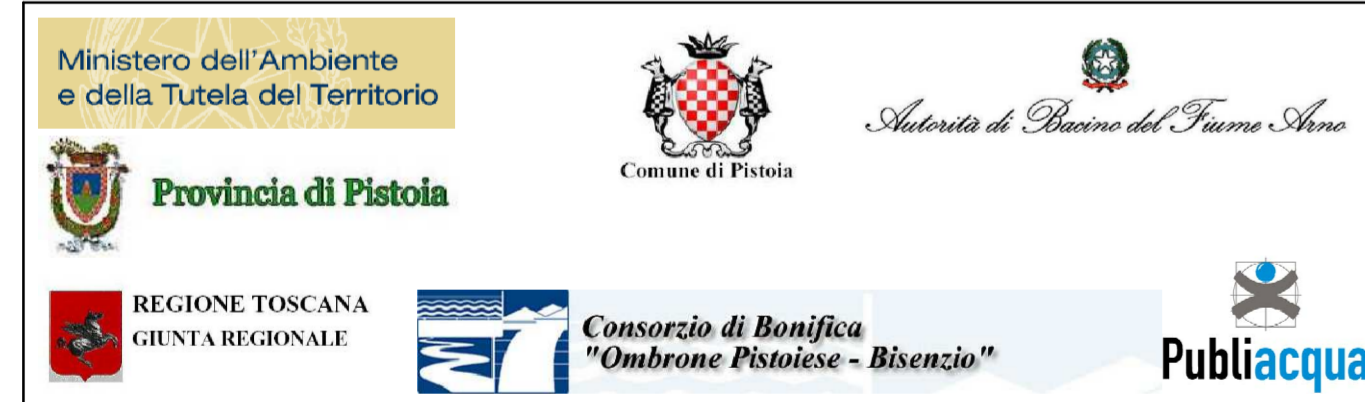 Ministero dell'Ambiente
e della Tutela del Territorio
Comune di Pistoia
Autorità di Bacino del Fiume Arno
Provincia di Pistoia
REGIONE TOSCANA
GIUNTA REGIONALE
Consorzio di Bonifica
"Ombrone Pistoiese - Bisenzio"
Publiacqua